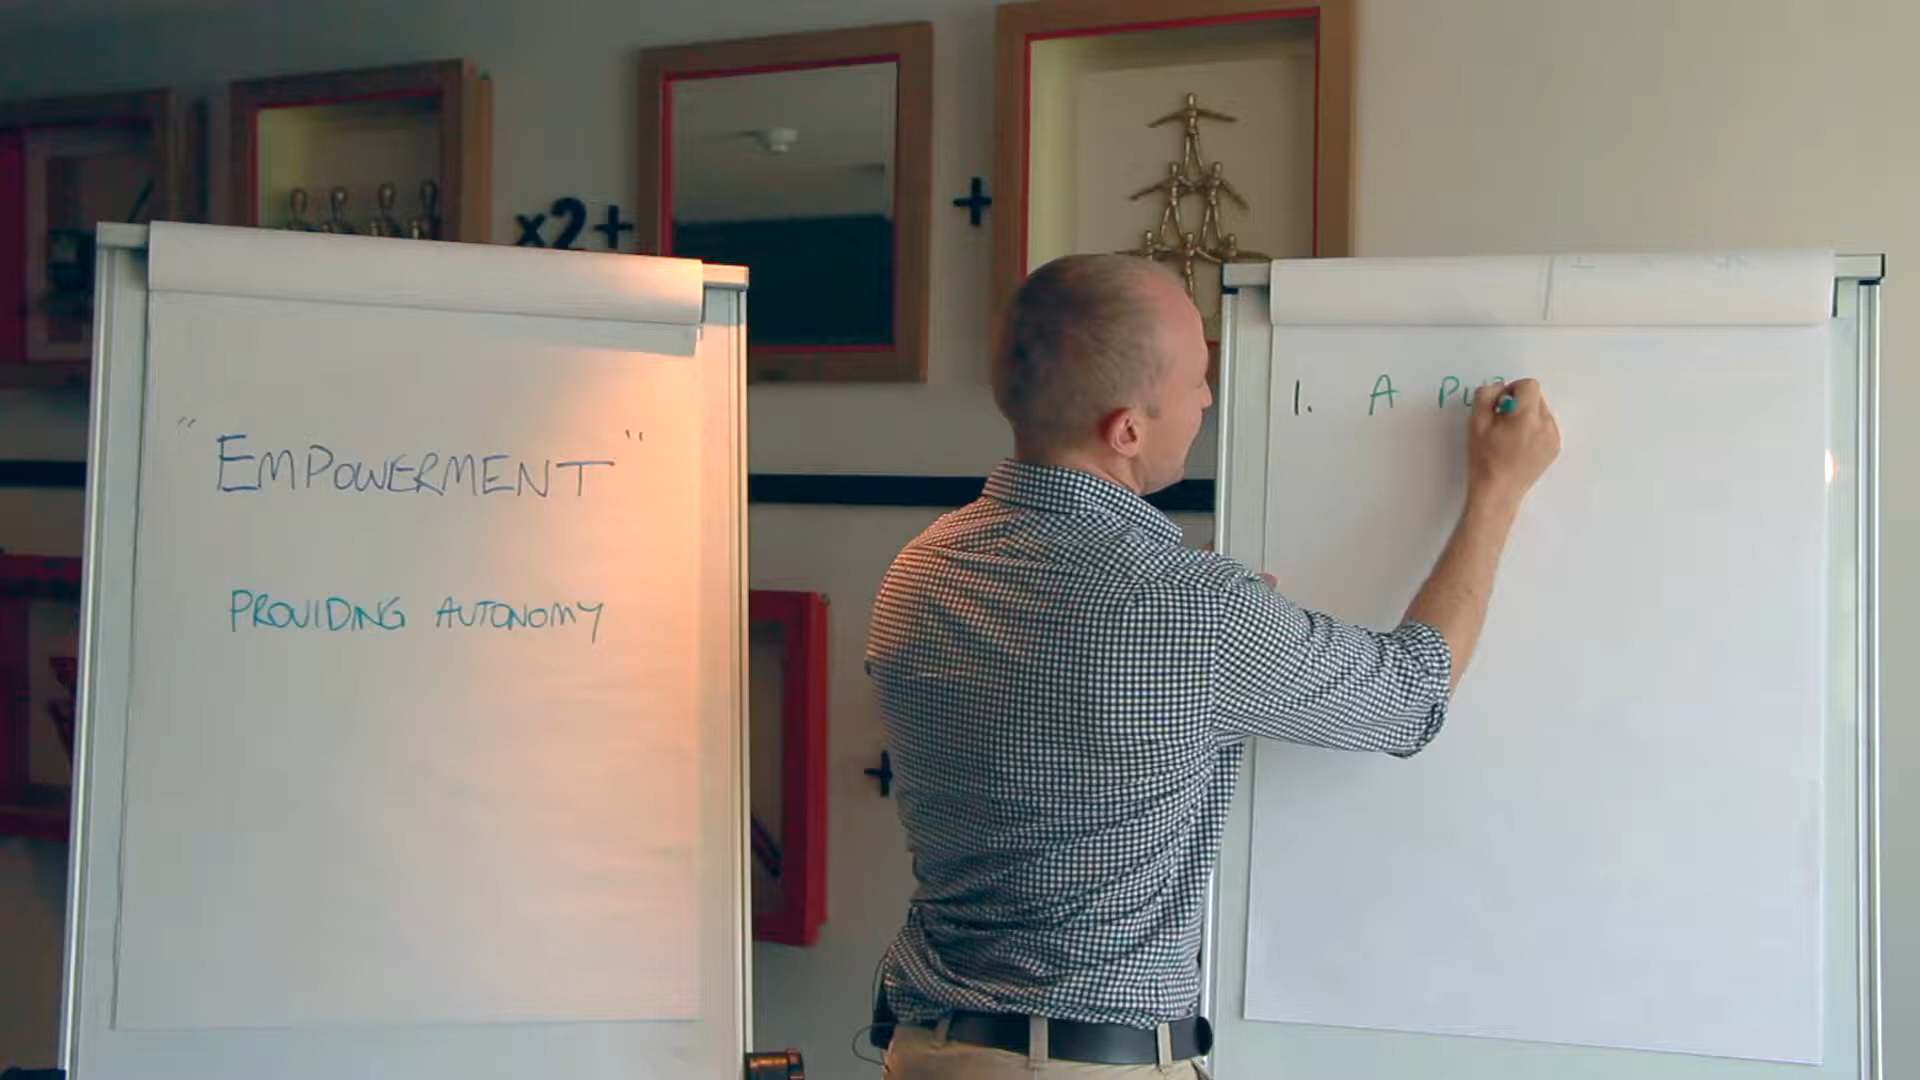 x2+
+
"EMPOWERMENT"
PROVIDING AUTONOMY
1. A
+